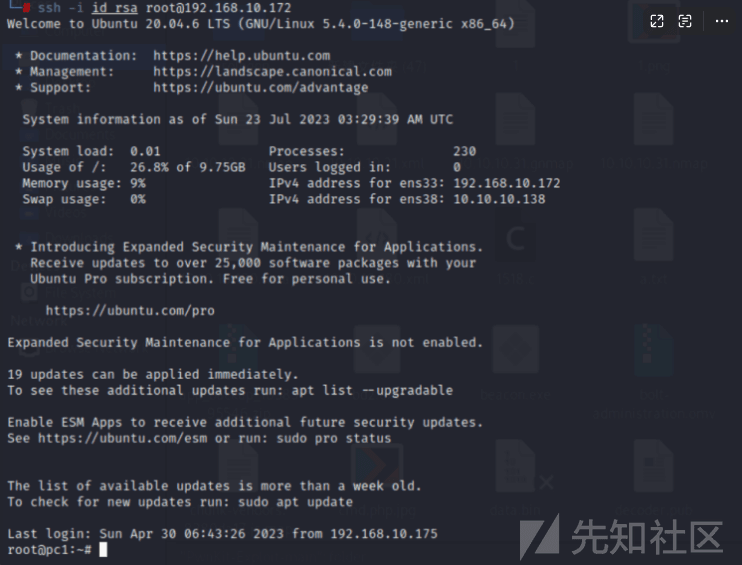 ssh -i id_rsa root@192.168.10.172
Welcome to Ubuntu 20.04.6 LTS (GNU/Linux 5.4.0-148-generic x86_64)
* Documentation:  https://help.ubuntu.com
* Management:     https://landscape.canonical.com
* Support:        https://ubuntu.com/advantage
System information as of Sun 23 Jul 2023 03:29:39 AM UTC
System load:  0.01              Processes:               230
Usage of /:   26.8% of 9.75GB   Users logged in:         0
Memory usage: 9%                IPv4 address for ens33: 192.168.10.172
Swap usage:   0%                IPv4 address for ens38: 10.10.10.138
* Introducing Expanded Security Maintenance for Applications.
Receive updates to over 25,000 software packages with your
Ubuntu Pro subscription. Free for personal use.
https://ubuntu.com/pro
Expanded Security Maintenance for Applications is not enabled.
19 updates can be applied immediately.
To see these additional updates run: apt list --upgradable
Enable ESM Apps to receive additional future security updates.
See https://ubuntu.com/esm or run: sudo pro status
The list of available updates is more than a week old.
To check for new updates run: sudo apt update
Last login: Sun Apr 30 06:43:26 2023 from 192.168.10.175
root@pc1:~#
先知社区